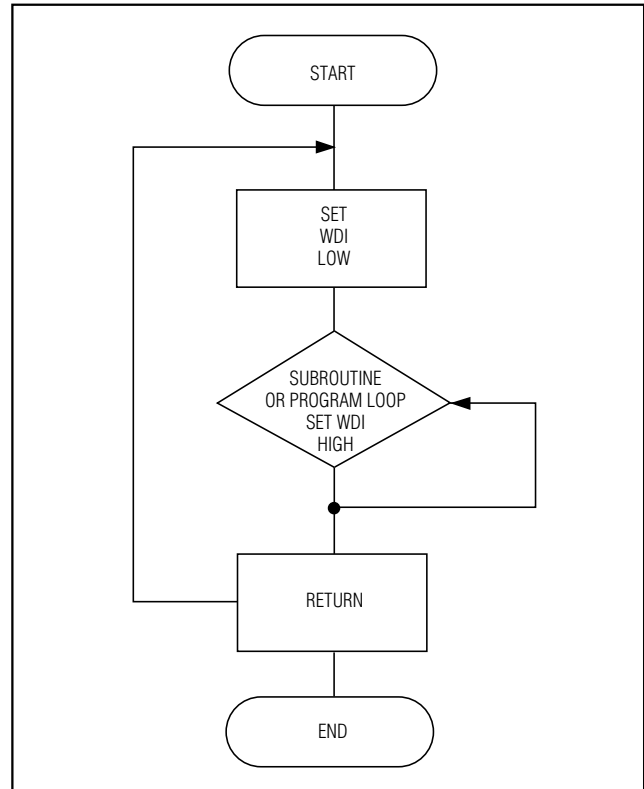 START
SET
WDI
LOW
SUBROUTINE
OR PROGRAM LOOP
SET WDI
HIGH
RETURN
END